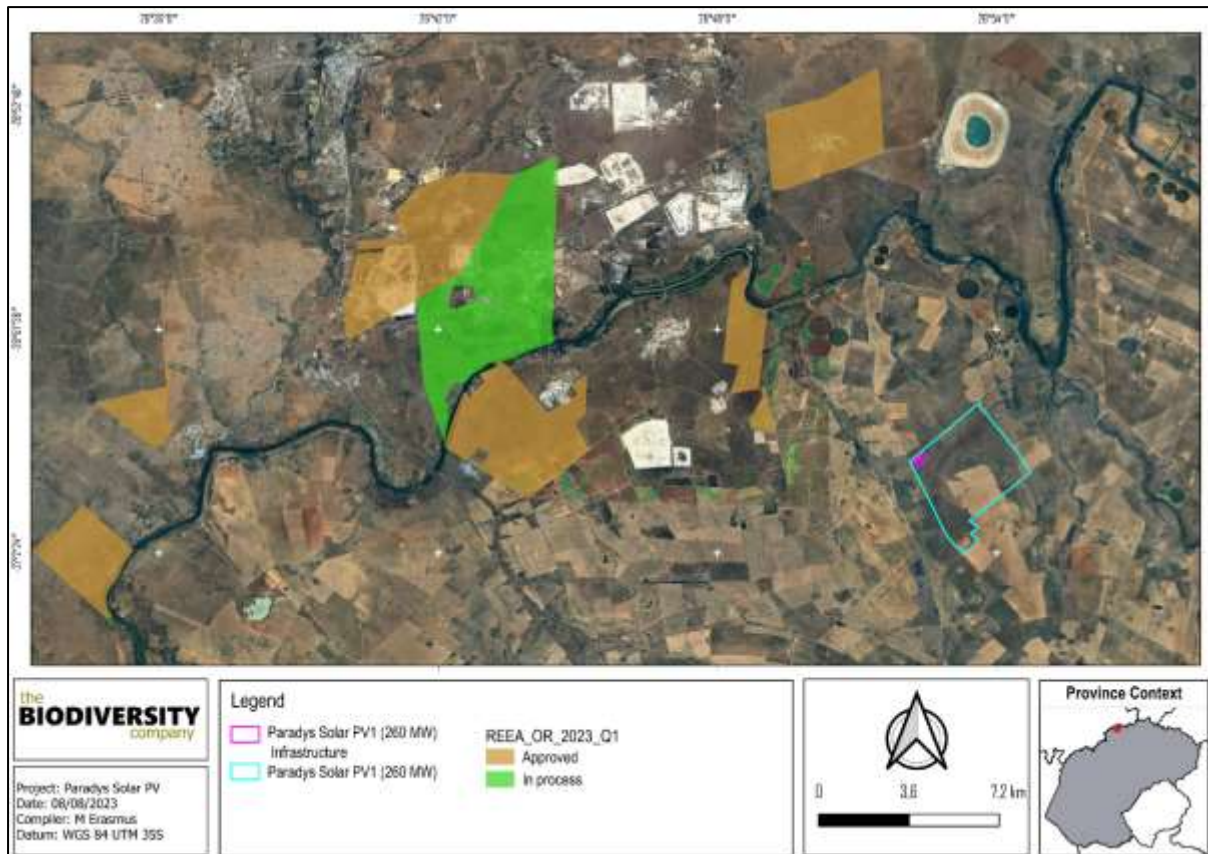 the
BIODIVERSITY
company
Project: Paradys Solar PV
Date: 08/08/2023
Compiler: M Erasmus
Datum: WGS 84 UTM 35S
Legend
Paradys Solar PV1 (260 MW)
Infrastructure
Paradys Solar PV1 (260 MW)
REEA_OR_2023_Q1
Approved
In process
0 3.6 7.2 km
Province Context